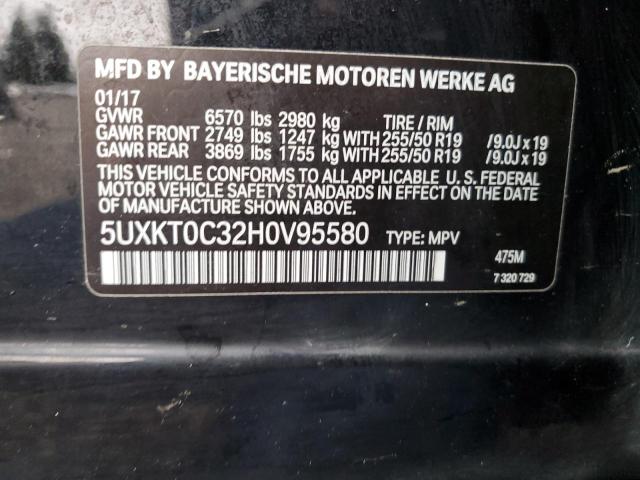 MFD BY BAYERISCHE MOTOREN WERKE AG
01/17
GVWR 6570 lbs 2980 kg TIRE / RIM
GAWR FRONT 2749 lbs 1247 kg WITH 255/50 R19 /9.0J x 19
GAWR REAR 3869 lbs 1755 kg WITH 255/50 R19 /9.0J x 19
THIS VEHICLE CONFORMS TO ALL APPLICABLE U. S. FEDERAL
MOTOR VEHICLE SAFETY STANDARDS IN EFFECT ON THE DATE
OF MANUFACTURE SHOWN ABOVE.
5UXKT0C32H0V95580 TYPE: MPV
475M
7 320 729